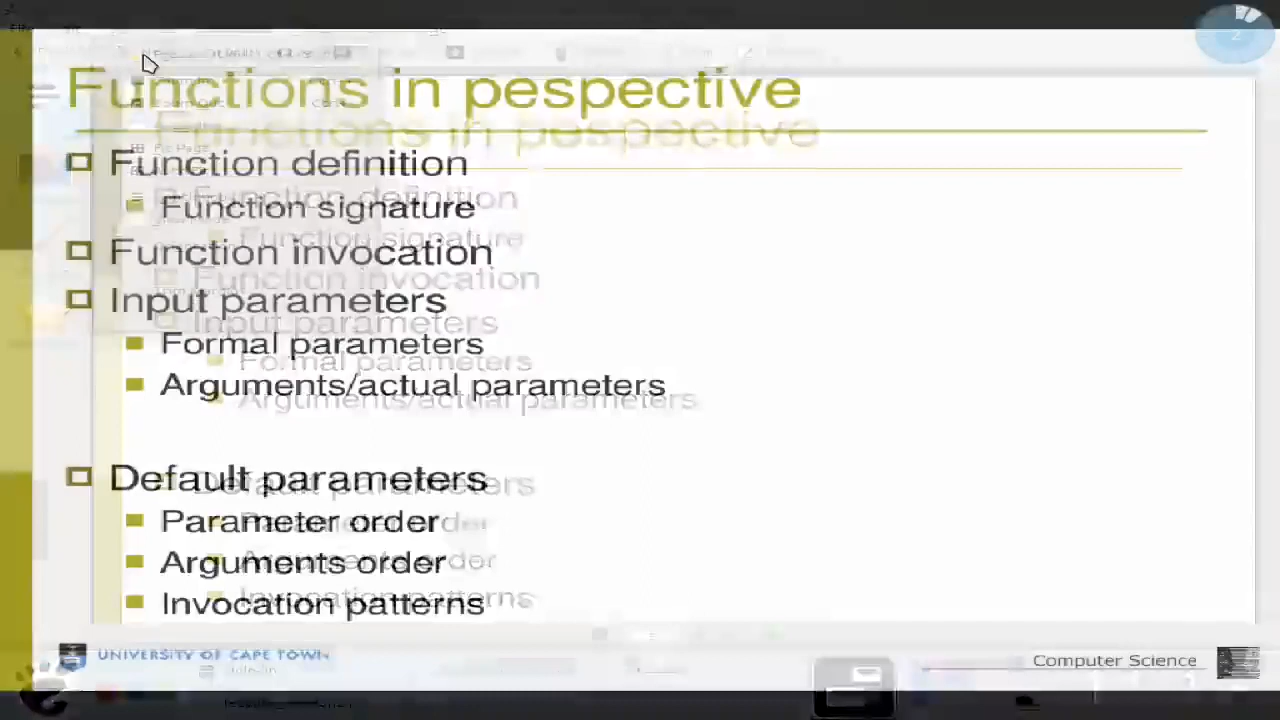 Functions in pespective
Function definition
Function signature
Function invocation
Input parameters
Formal parameters
Arguments/actual parameters
Default parameters
Parameter order
Arguments order
Invocation patterns
UNIVERSITY OF CAPE TOWN
Computer Science